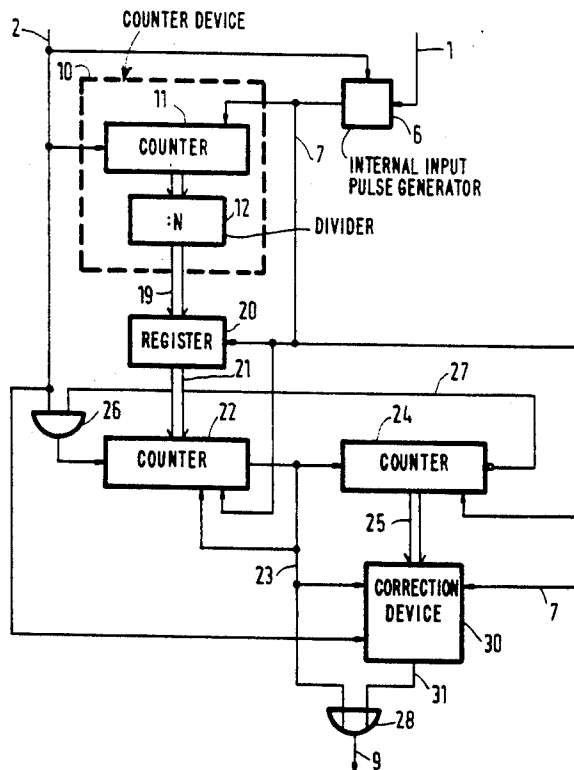 2
COUNTER DEVICE
1
10
11
COUNTER
7
6
INTERNAL INPUT
PULSE GENERATOR
:N
12
DIVIDER
19
20
REGISTER
21
27
26
22
24
COUNTER
COUNTER
25
23
CORRECTION
DEVICE
7
30
31
28
9